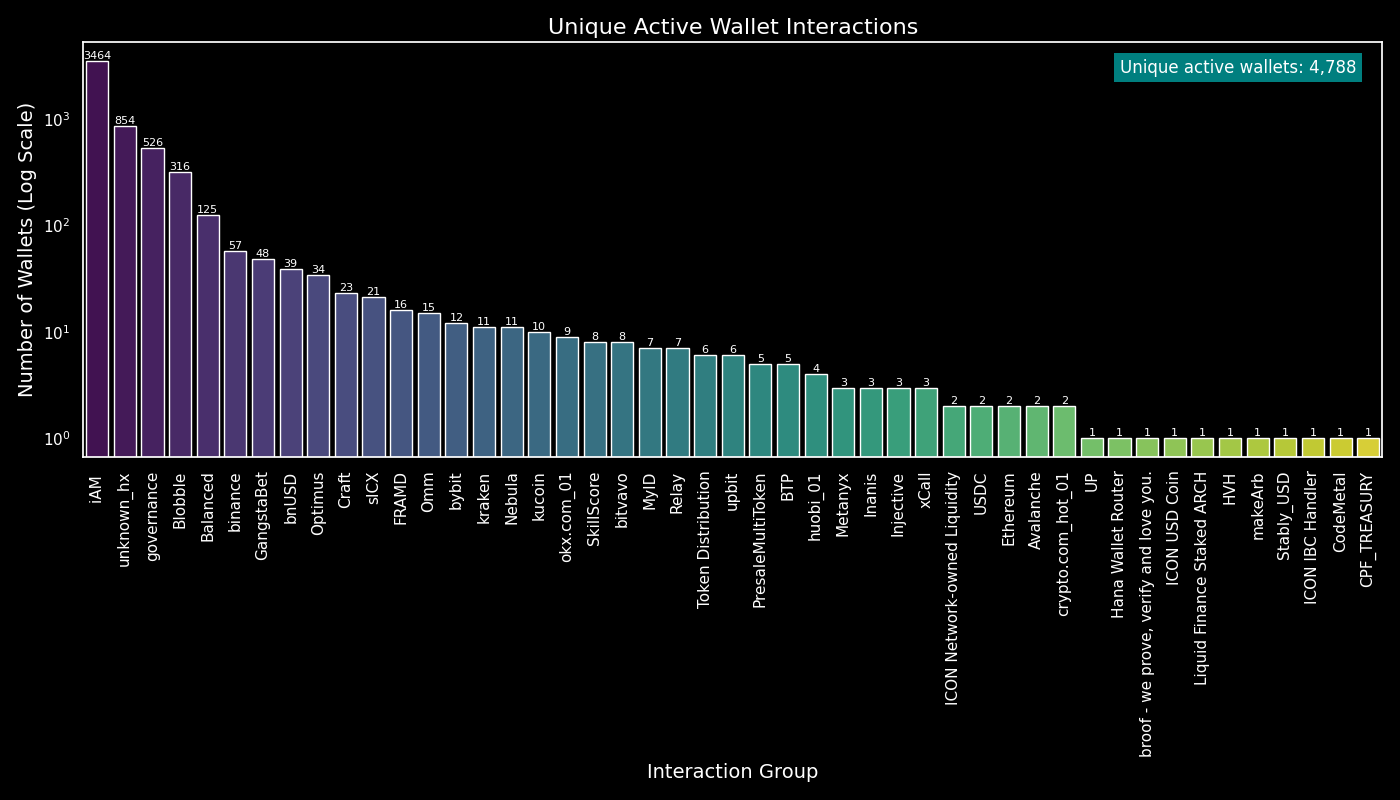 Unique Active Wallet Interactions
Unique active wallets: 4,788
Number of Wallets (Log Scale)
10³
10²
10¹
10⁰
3464
854
526
316
125
57
48
39
34
23
21
16
15
12
11
11
10
9
8
8
7
7
6
6
5
5
4
3
3
3
3
2
2
2
2
2
1
1
1
1
1
1
1
1
1
1
1
iAM
unknown_hx
governance
Blobble
Balanced
binance
GangstaBet
bnUSD
Optimus
Craft
sICX
FRAMD
Omm
bybit
kraken
Nebula
kucoin
okx.com_01
SkillScore
bitvavo
MyID
Relay
Token Distribution
upbit
PresaleMultiToken
BTP
huobi_01
Metanyx
Inanis
Injective
xCall
ICON Network-owned Liquidity
USDC
Ethereum
Avalanche
crypto.com_hot_01
UP
Hana Wallet Router
broof - we prove, verify and love you.
ICON USD Coin
Liquid Finance Staked ARCH
HVH
makeArb
Stably_USD
ICON IBC Handler
CodeMetal
CPF_TREASURY
Interaction Group